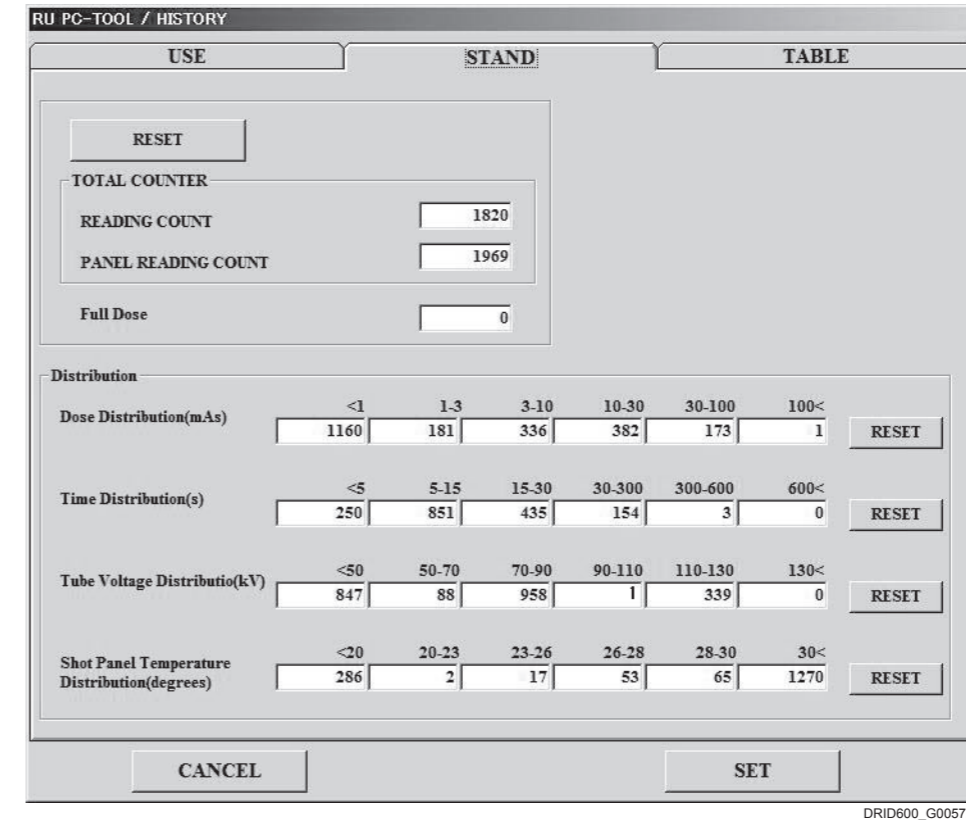 RU PC-TOOL / HISTORY
USE STAND TABLE
RESET
TOTAL COUNTER
READING COUNT 1820
PANEL READING COUNT 1969
Full Dose 0
Distribution
<1 1-3 3-10 10-30 30-100 100<
Dose Distribution(mAs) 1160 181 336 382 173 1 RESET
<5 5-15 15-30 30-300 300-600 600<
Time Distribution(s) 250 851 435 154 3 0 RESET
<50 50-70 70-90 90-110 110-130 130<
Tube Voltage Distributio(kV) 847 88 958 1 339 0 RESET
<20 20-23 23-26 26-28 28-30 30<
Shot Panel Temperature
Distribution(degrees) 286 2 17 53 65 1270 RESET
CANCEL SET
DRID600_G0057